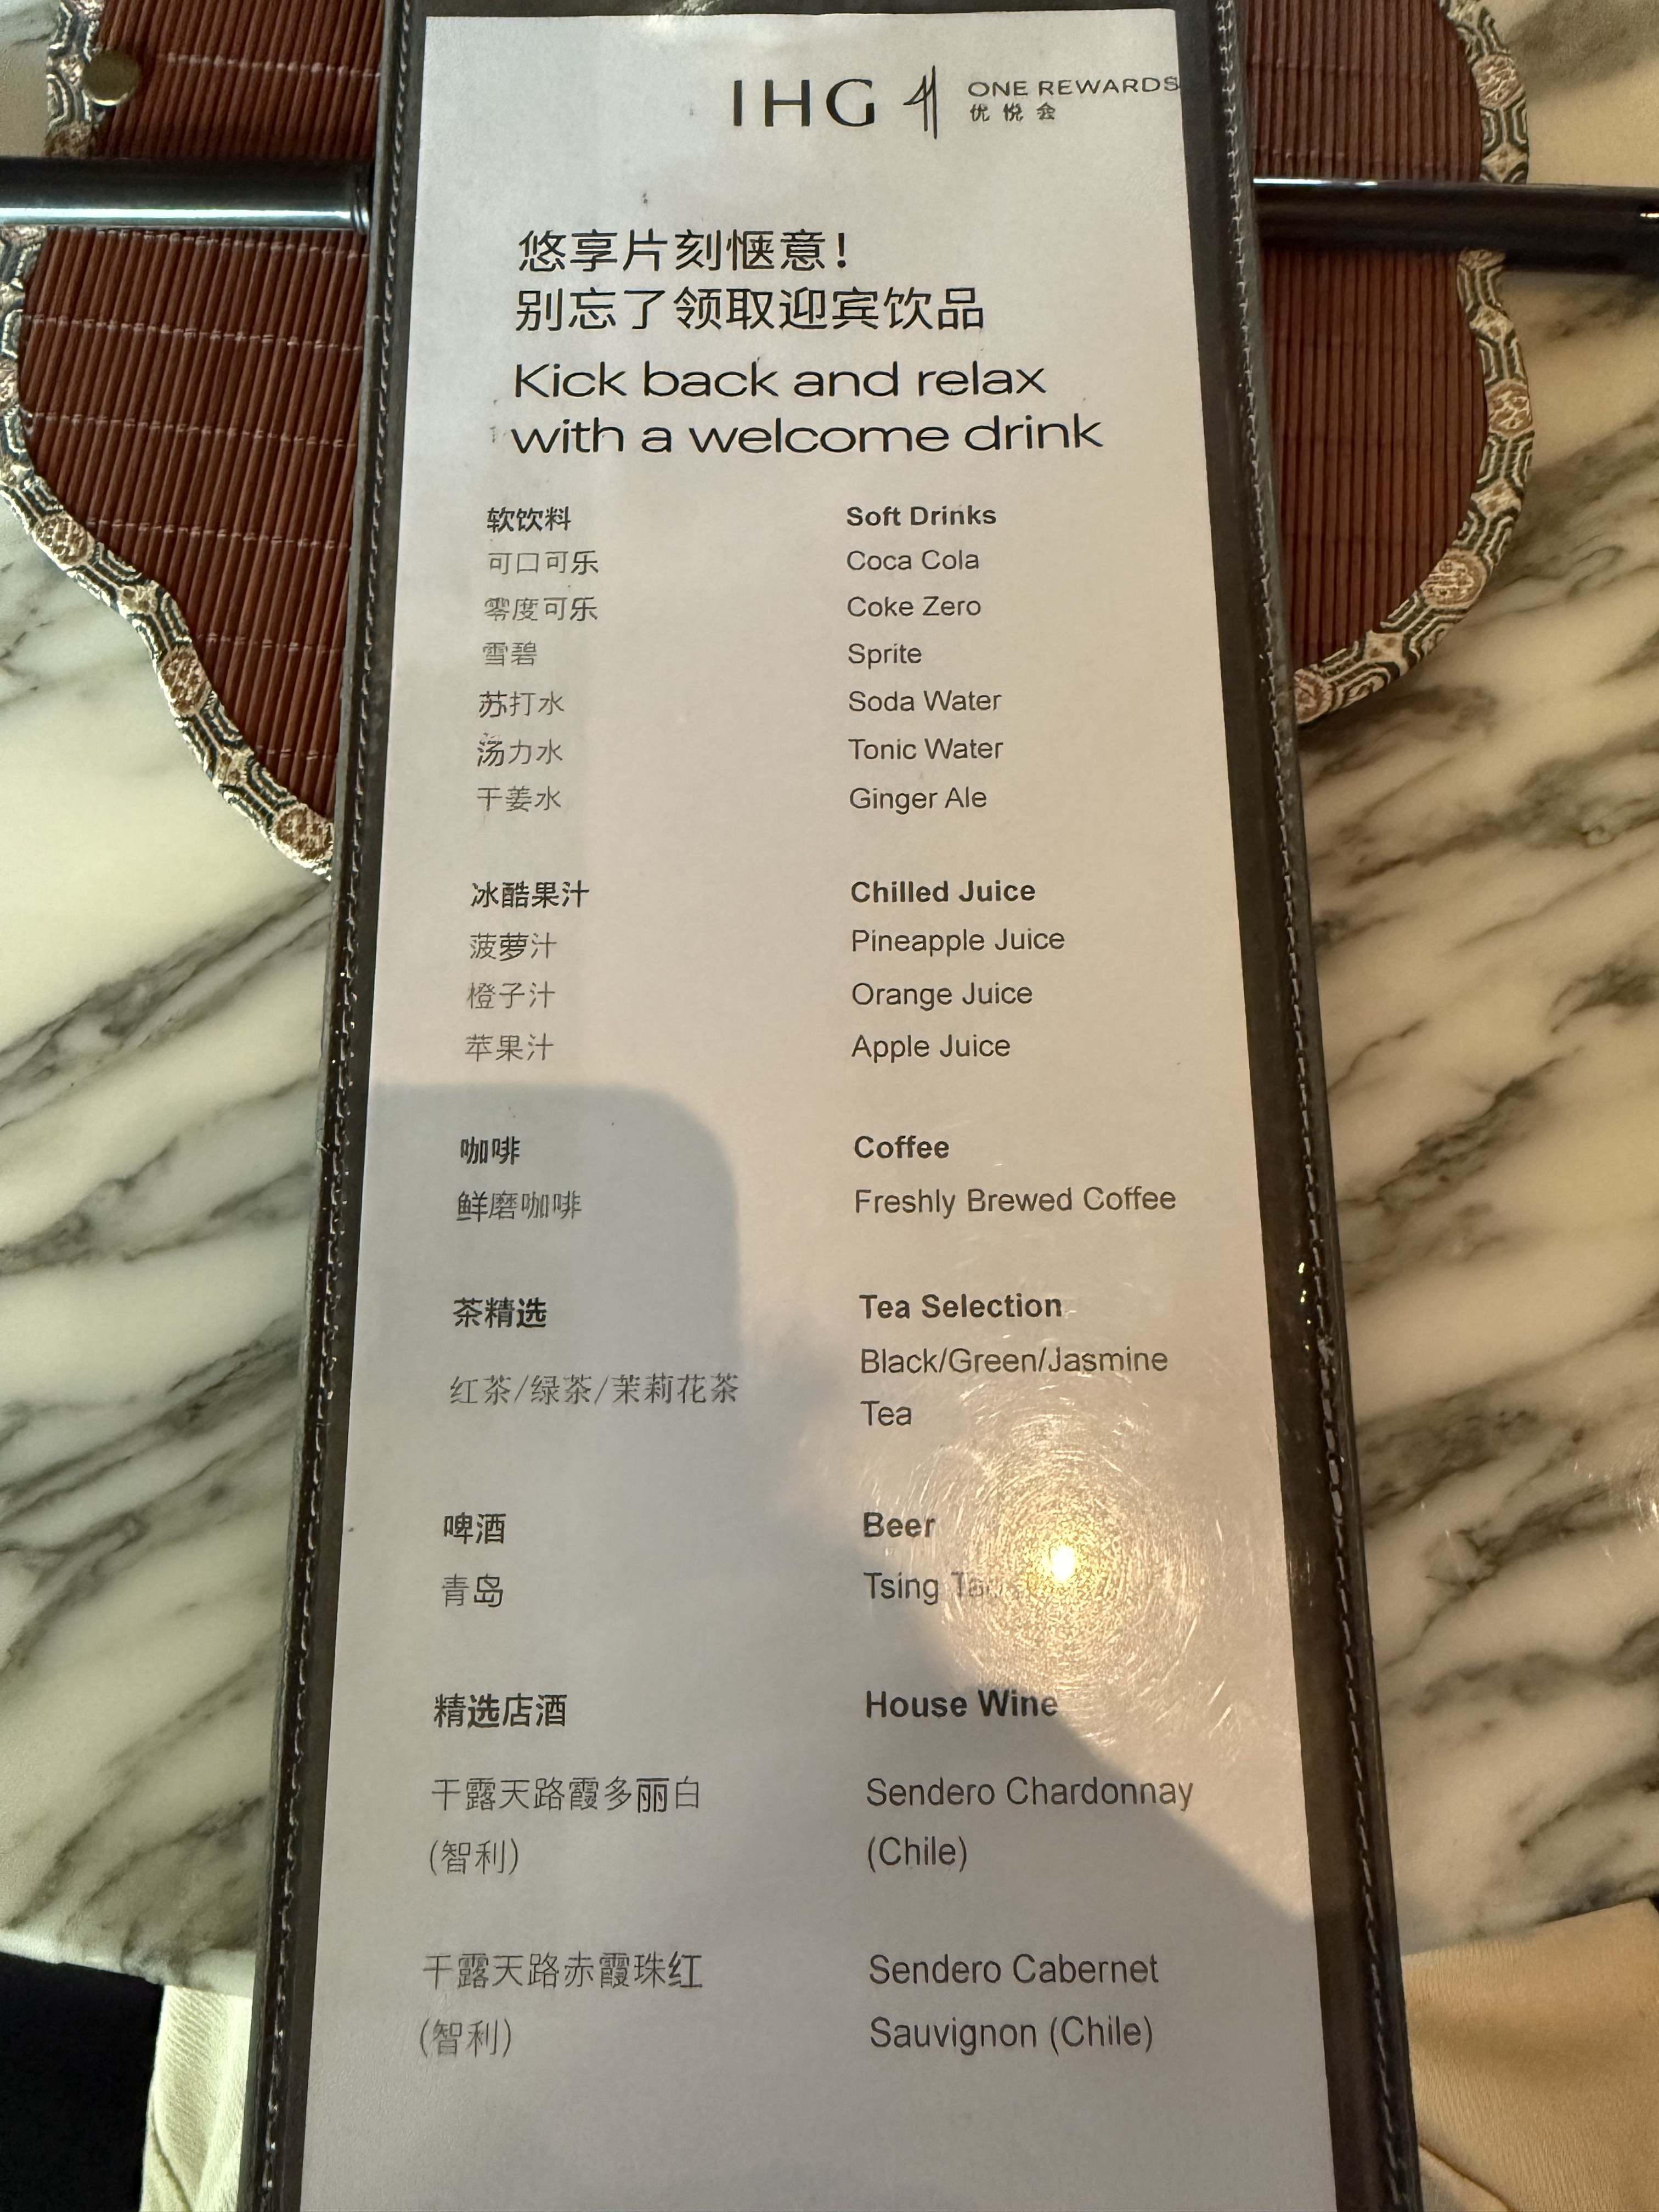 IHG ONE REWARDS
优悦会
悠享片刻惬意！
别忘了领取迎宾饮品
Kick back and relax
with a welcome drink
软饮料 Soft Drinks
可口可乐 Coca Cola
零度可乐 Coke Zero
雪碧 Sprite
苏打水 Soda Water
汤力水 Tonic Water
干姜水 Ginger Ale
冰酷果汁 Chilled Juice
菠萝汁 Pineapple Juice
橙子汁 Orange Juice
苹果汁 Apple Juice
咖啡 Coffee
鲜磨咖啡 Freshly Brewed Coffee
茶精选 Tea Selection
红茶/绿茶/茉莉花茶 Black/Green/Jasmine
Tea
啤酒 Beer
青岛 Tsing
精选店酒 House Wine
干露天路霞多丽白 Sendero Chardonnay
(智利) (Chile)
干露天路赤霞珠红 Sendero Cabernet
(智利) Sauvignon (Chile)